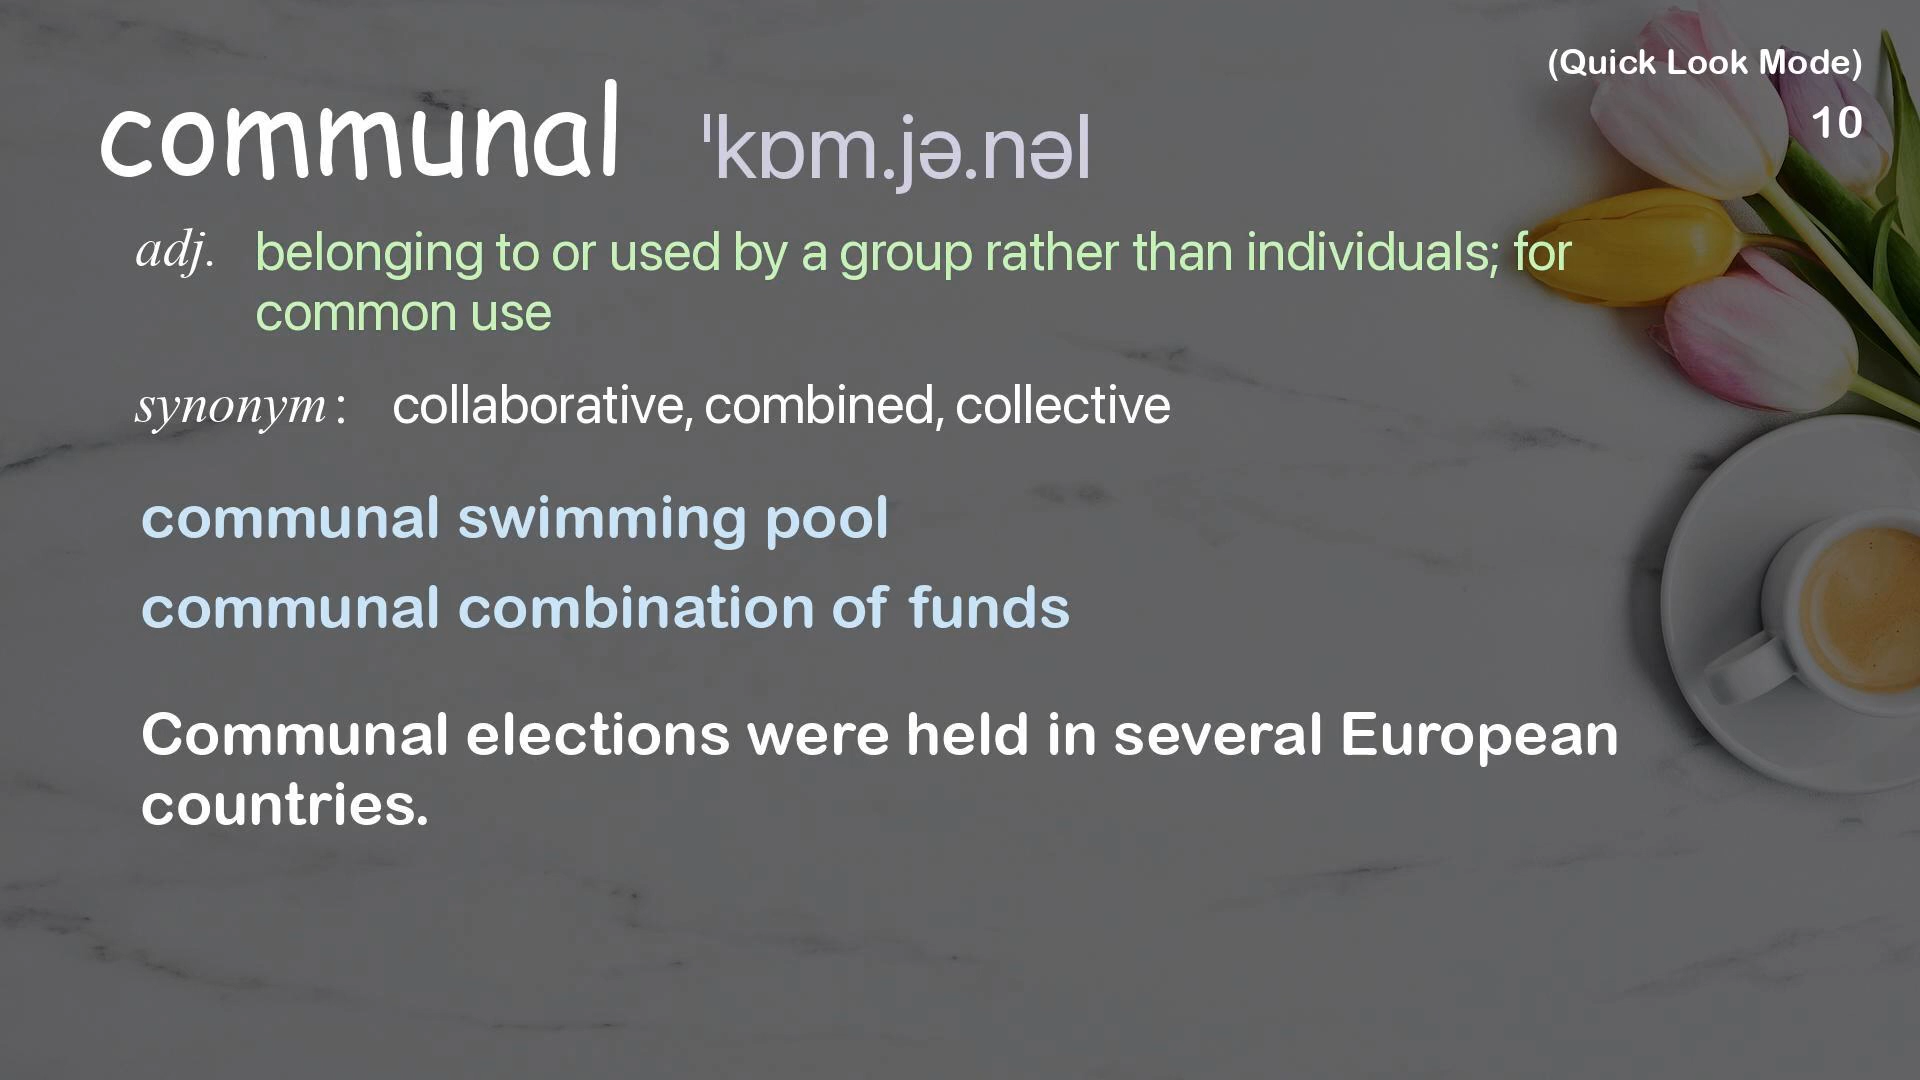 (Quick Look Mode)
10
communal ˈkɒm.jə.nəl
adj. belonging to or used by a group rather than individuals; for
common use
synonym : collaborative, combined, collective
communal swimming pool
communal combination of funds
Communal elections were held in several European
countries.